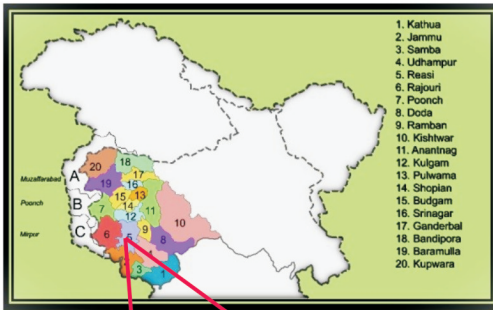 1. Kathua
2. Jammu
3. Samba
4. Udhampur
5. Reasi
6. Rajouri
7. Poonch
8. Doda
9. Ramban
10. Kishtwar
11. Anantnag
12. Kulgam
13. Pulwama
14. Shopian
15. Budgam
16. Srinagar
17. Ganderbal
18. Bandipora
19. Baramulla
20. Kupwara
Muzaffarabad
Poonch
Mirpur
A
B
C
20
18
17
19
16
15
13
14
7
12
11
10
6
5
9
8
3
1